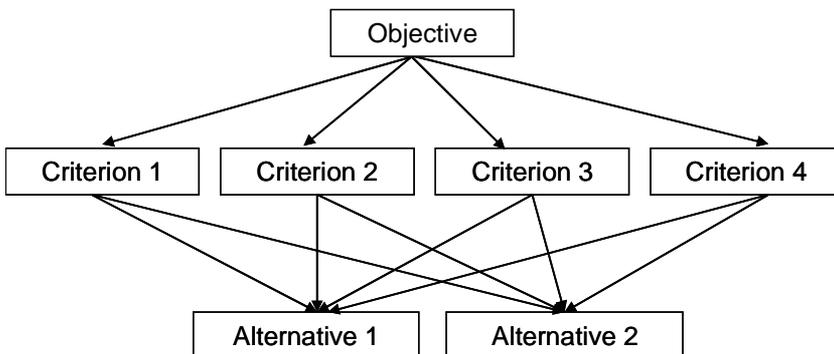 Objective
Criterion 1
Criterion 2
Criterion 3
Criterion 4
Alternative 1
Alternative 2